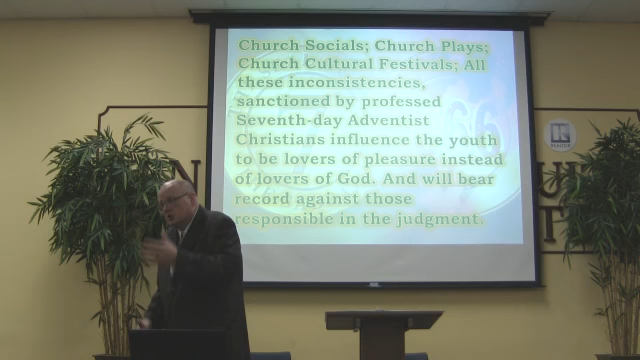 Church Socials; Church Plays;
Church Cultural Festivals; All
these inconsistencies,
sanctioned by professed
Seventh-day Adventist
Christians influence the youth
to be lovers of pleasure instead
of lovers of God. And will bear
record against those
responsible in the judgment.
R
REALTOR